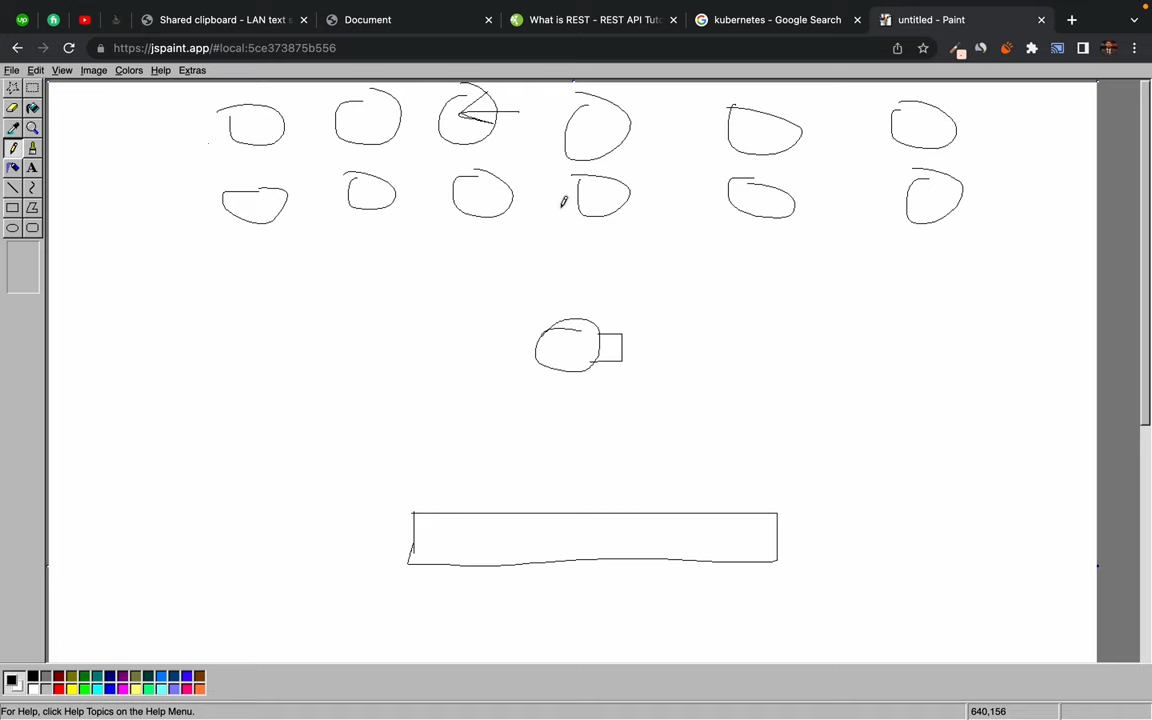 Shared clipboard - LAN text s
Document
What is REST - REST API Tuto
kubernetes - Google Search
untitled - Paint
https://jspaint.app/#local:5ce373875b556
File Edit View Image Colors Help Extras
For Help, click Help Topics on the Help Menu.
640,156